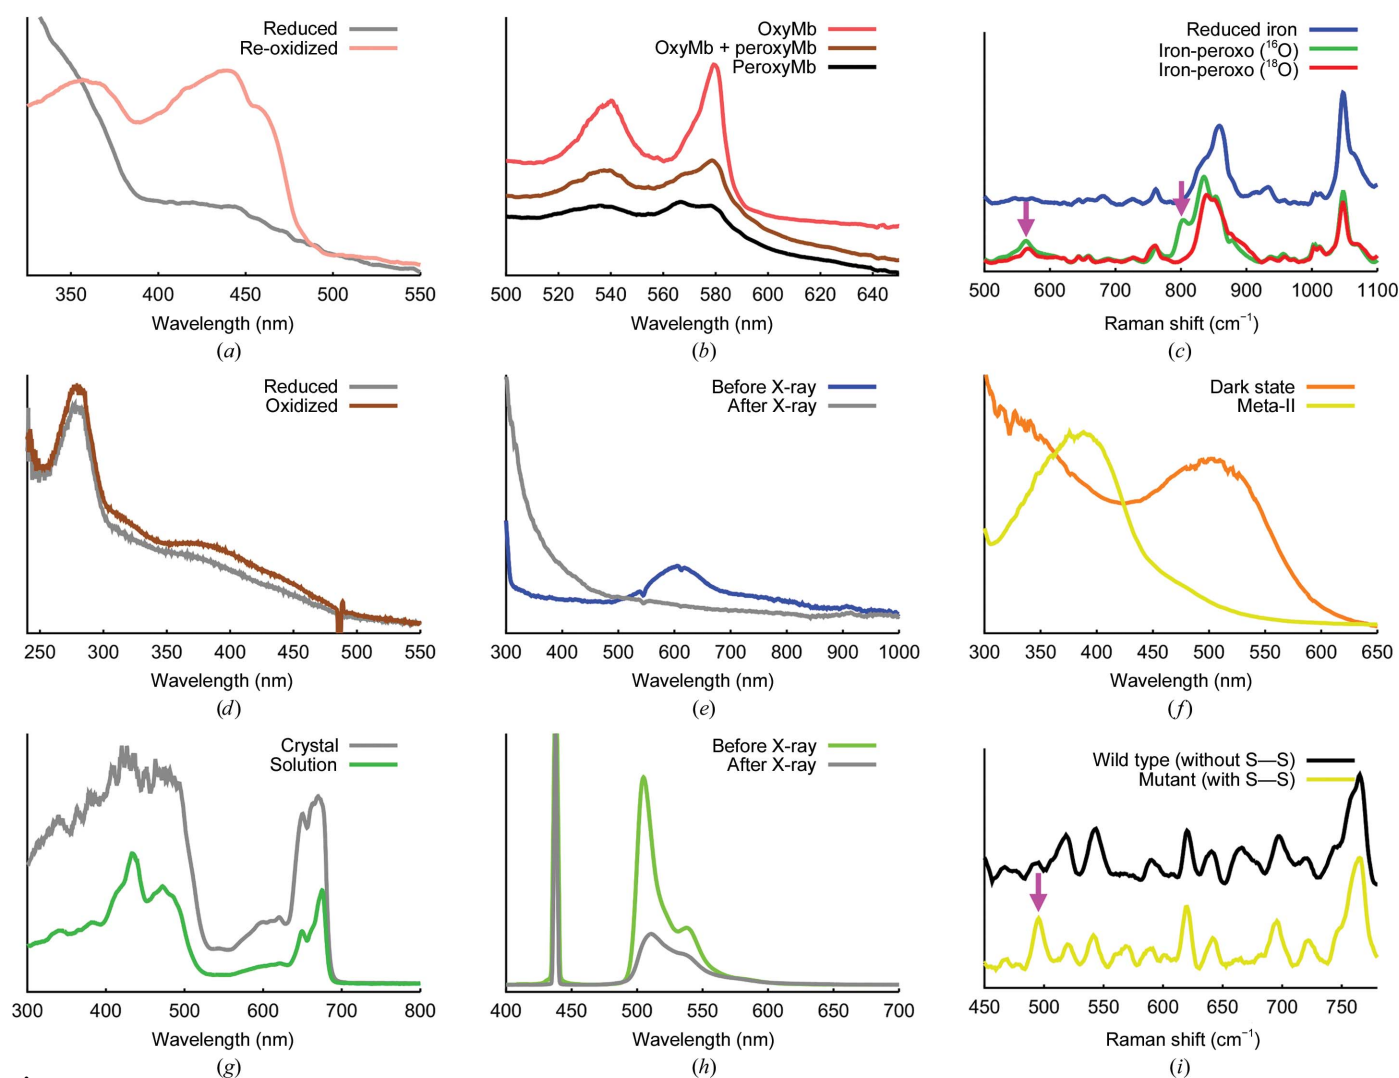 Reduced
Re-oxidized
350 400 450 500 550
Wavelength (nm)
(a)
OxyMb
OxyMb + peroxyMb
PeroxyMb
500 520 540 560 580 600 620 640
Wavelength (nm)
(b)
Reduced iron
Iron-peroxo (¹⁶O)
Iron-peroxo (¹⁸O)
500 600 700 800 900 1000 1100
Raman shift (cm⁻¹)
(c)
Reduced
Oxidized
250 300 350 400 450 500 550
Wavelength (nm)
(d)
Before X-ray
After X-ray
300 400 500 600 700 800 900 1000
Wavelength (nm)
(e)
Dark state
Meta-II
300 350 400 450 500 550 600 650
Wavelength (nm)
(f)
Crystal
Solution
300 400 500 600 700 800
Wavelength (nm)
(g)
Before X-ray
After X-ray
400 450 500 550 600 650 700
Wavelength (nm)
(h)
Wild type (without S—S)
Mutant (with S—S)
450 500 550 600 650 700 750
Raman shift (cm⁻¹)
(i)